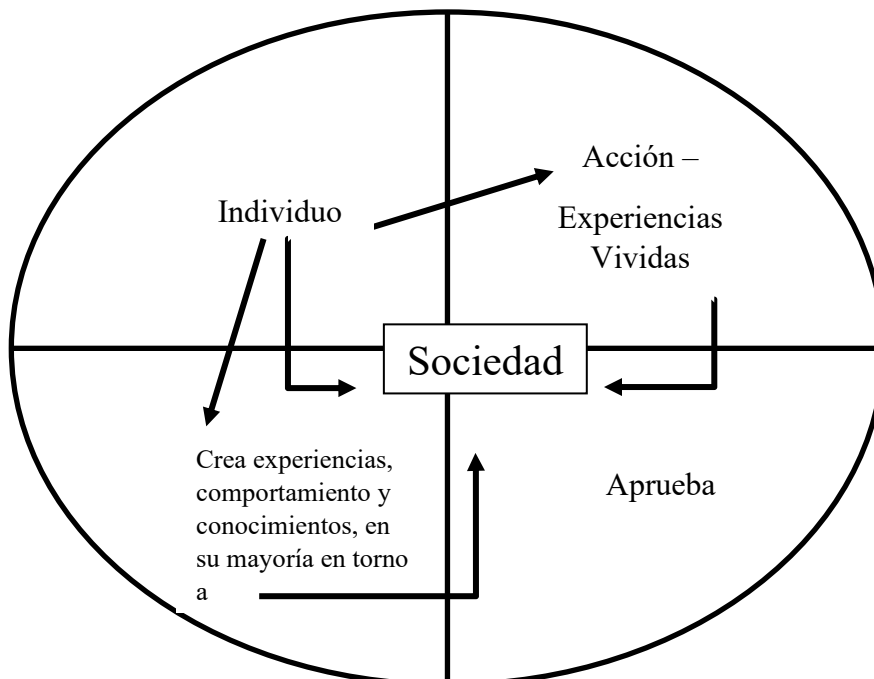 Acción –
Individuo
Experiencias
Vividas
Sociedad
Crea experiencias,
comportamiento y
conocimientos, en
su mayoría en torno
a
Aprueba